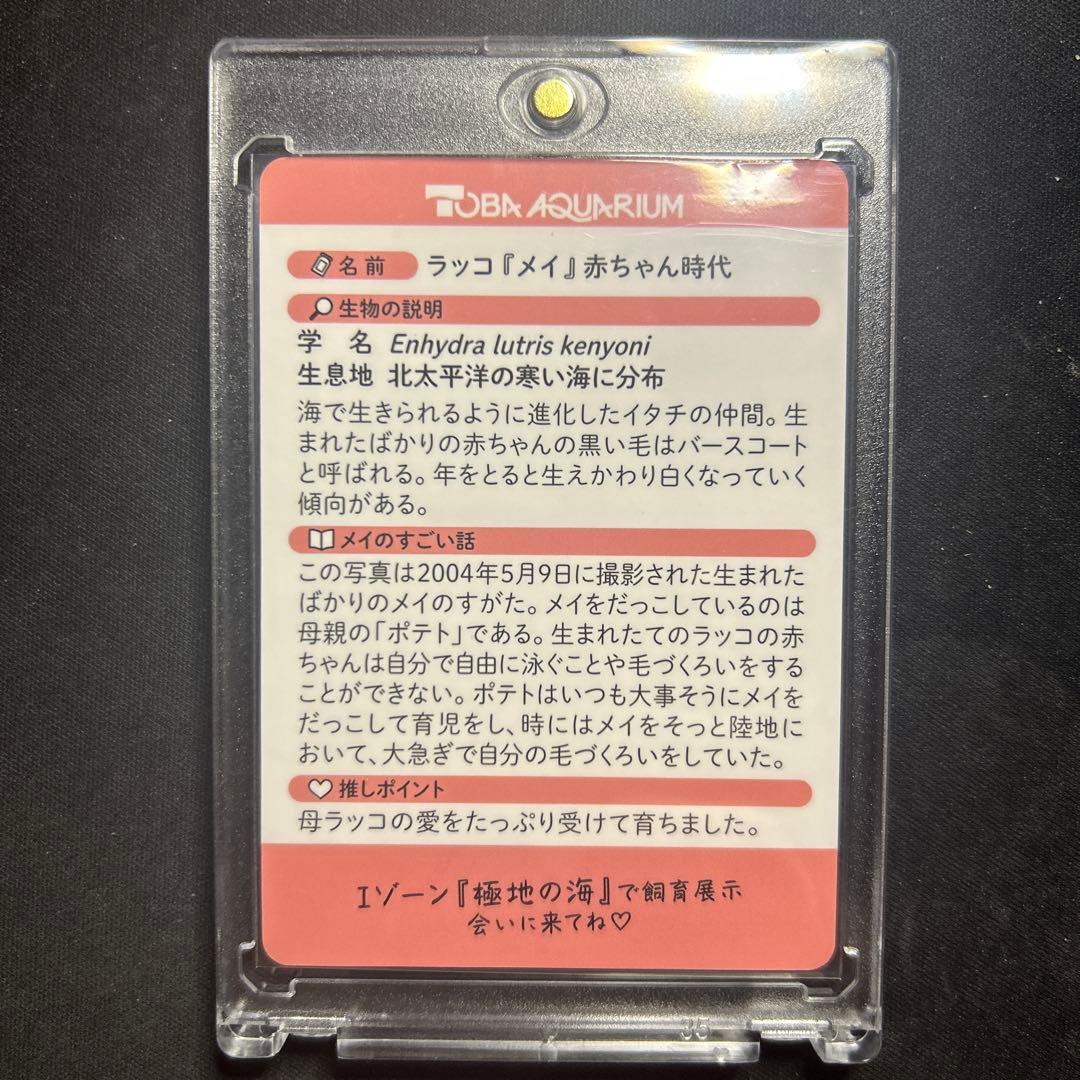 TOBA AQUARIUM
名前 ラッコ『メイ』赤ちゃん時代
生物の説明
学　名 Enhydra lutris kenyoni
生息地 北太平洋の寒い海に分布
海で生きられるように進化したイタチの仲間。生
まれたばかりの赤ちゃんの黒い毛はバースコート
と呼ばれる。年をとると生えかわり白くなっていく
傾向がある。
メイのすごい話
この写真は2004年5月9日に撮影された生まれた
ばかりのメイのすがた。メイをだっこしているのは
母親の「ポテト」である。生まれたてのラッコの赤
ちゃんは自分で自由に泳ぐことや毛づくろいをする
ことができない。ポテトはいつも大事そうにメイを
だっこして育児をし、時にはメイをそっと陸地に
おいて、大急ぎで自分の毛づくろいをしていた。
推しポイント
母ラッコの愛をたっぷり受けて育ちました。
Iゾーン『極地の海』で飼育展示
会いに来てね♡
35